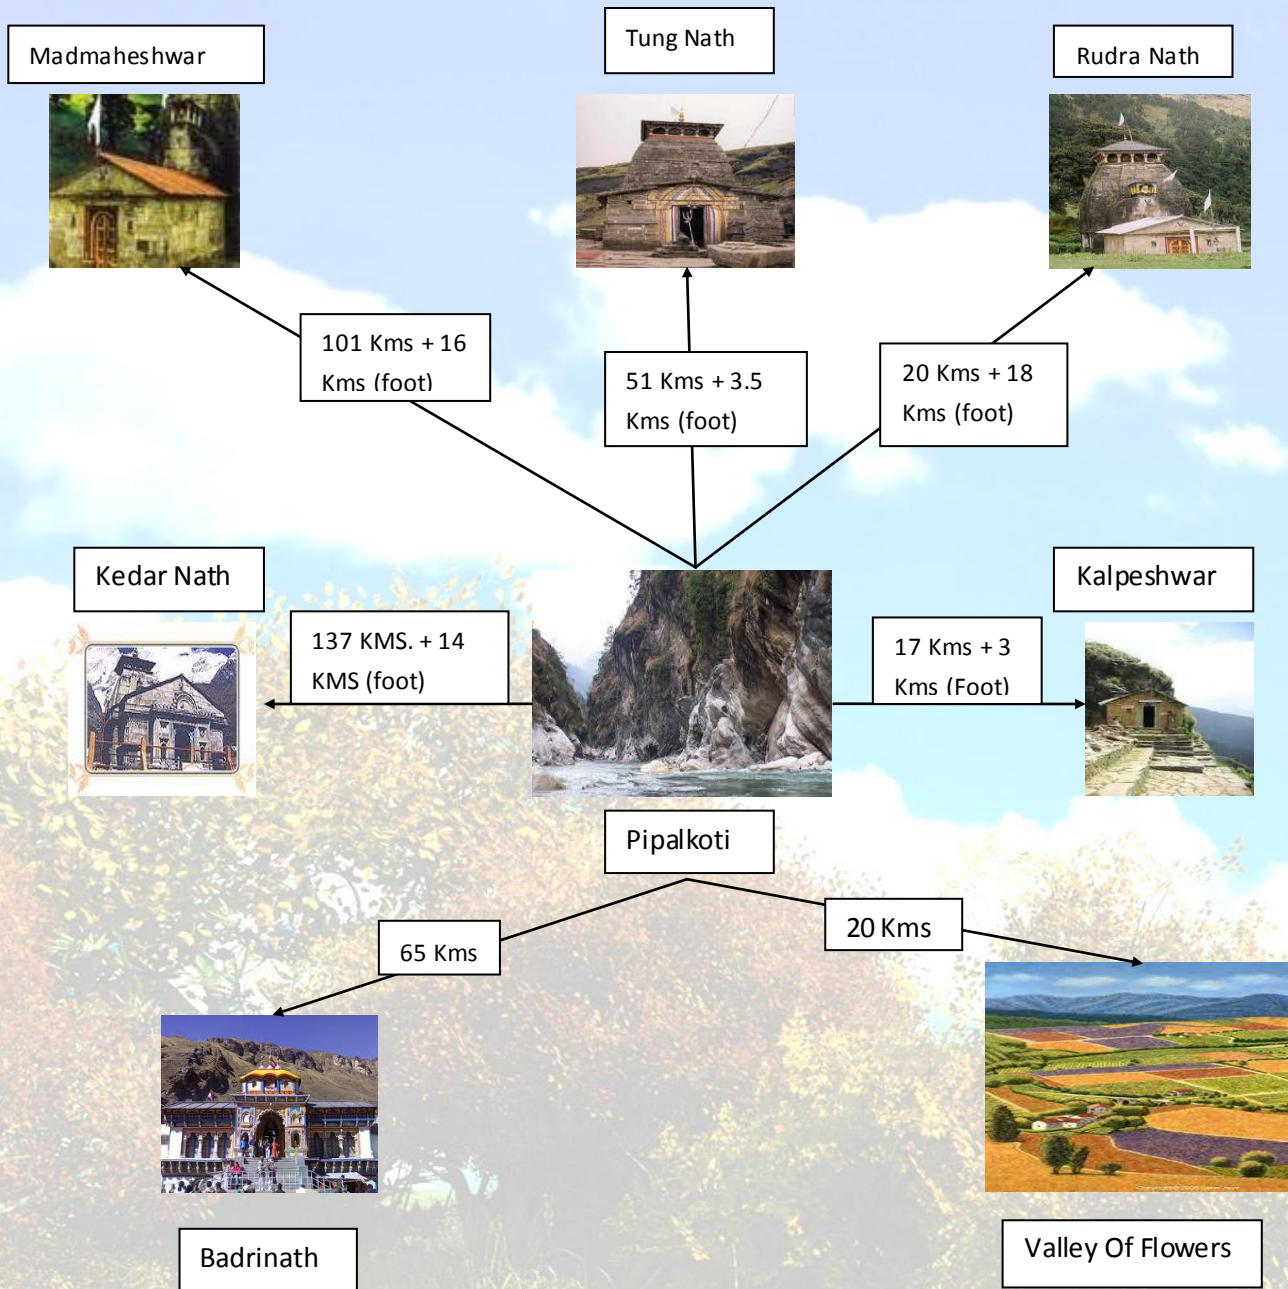 Madmaheshwar
Tung Nath
Rudra Nath
101 Kms + 16
Kms (foot)
51 Kms + 3.5
Kms (foot)
20 Kms + 18
Kms (foot)
Kedar Nath
Kalpeshwar
137 KMS. + 14
KMS (foot)
17 Kms + 3
Kms (Foot)
Pipalkoti
65 Kms
20 Kms
Badrinath
Valley Of Flowers